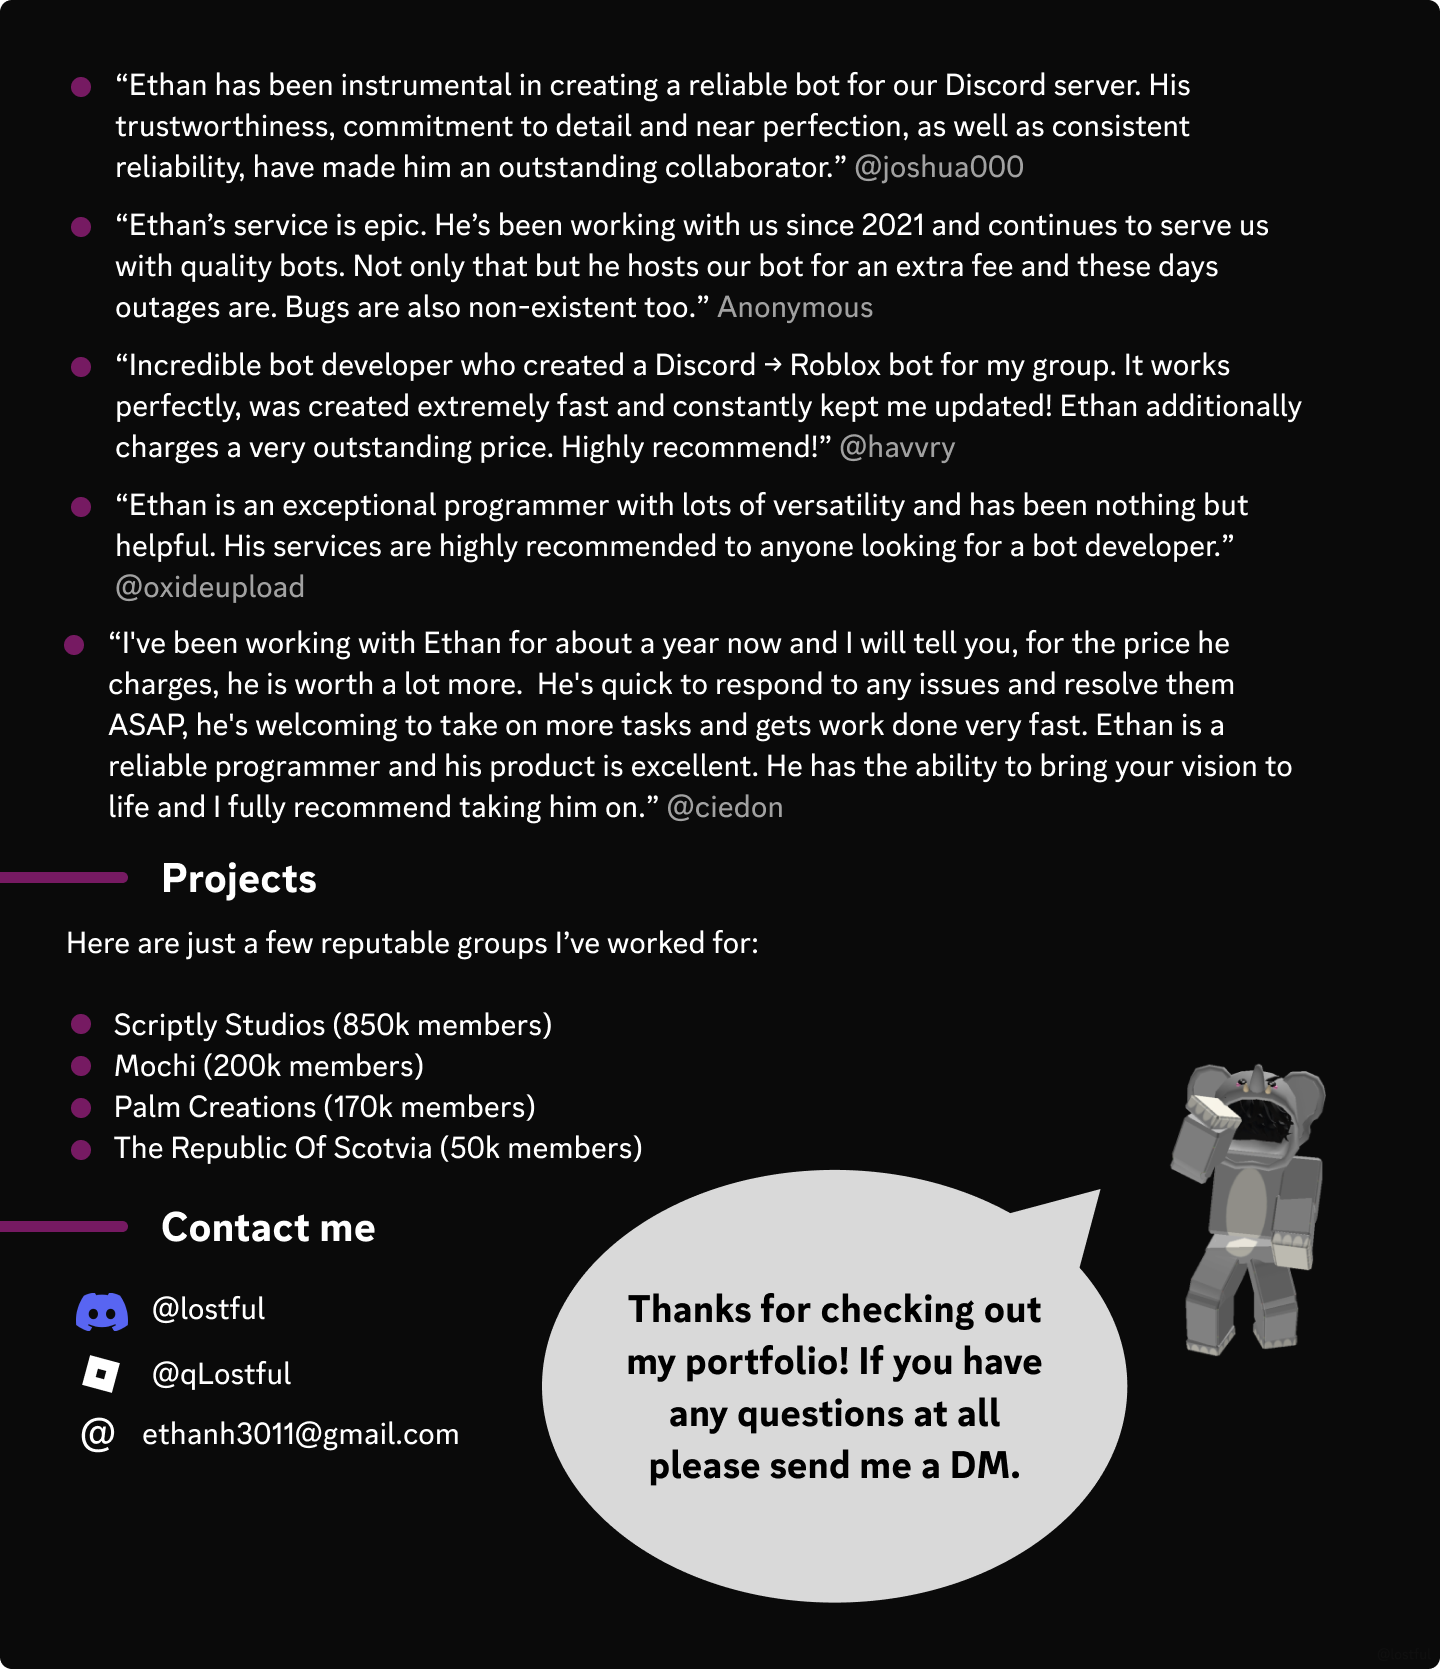 “Ethan has been instrumental in creating a reliable bot for our Discord server. His
trustworthiness, commitment to detail and near perfection, as well as consistent
reliability, have made him an outstanding collaborator.” @joshua000
“Ethan’s service is epic. He’s been working with us since 2021 and continues to serve us
with quality bots. Not only that but he hosts our bot for an extra fee and these days
outages are. Bugs are also non-existent too.” Anonymous
“Incredible bot developer who created a Discord → Roblox bot for my group. It works
perfectly, was created extremely fast and constantly kept me updated! Ethan additionally
charges a very outstanding price. Highly recommend!” @havvry
“Ethan is an exceptional programmer with lots of versatility and has been nothing but
helpful. His services are highly recommended to anyone looking for a bot developer.”
@oxideupload
“I've been working with Ethan for about a year now and I will tell you, for the price he
charges, he is worth a lot more.  He's quick to respond to any issues and resolve them
ASAP, he's welcoming to take on more tasks and gets work done very fast. Ethan is a
reliable programmer and his product is excellent. He has the ability to bring your vision to
life and I fully recommend taking him on.” @ciedon
Projects
Here are just a few reputable groups I’ve worked for:
Scriptly Studios (850k members)
Mochi (200k members)
Palm Creations (170k members)
The Republic Of Scotvia (50k members)
Contact me
@lostful
@qLostful
@ ethanh3011@gmail.com
Thanks for checking out
my portfolio! If you have
any questions at all
please send me a DM.